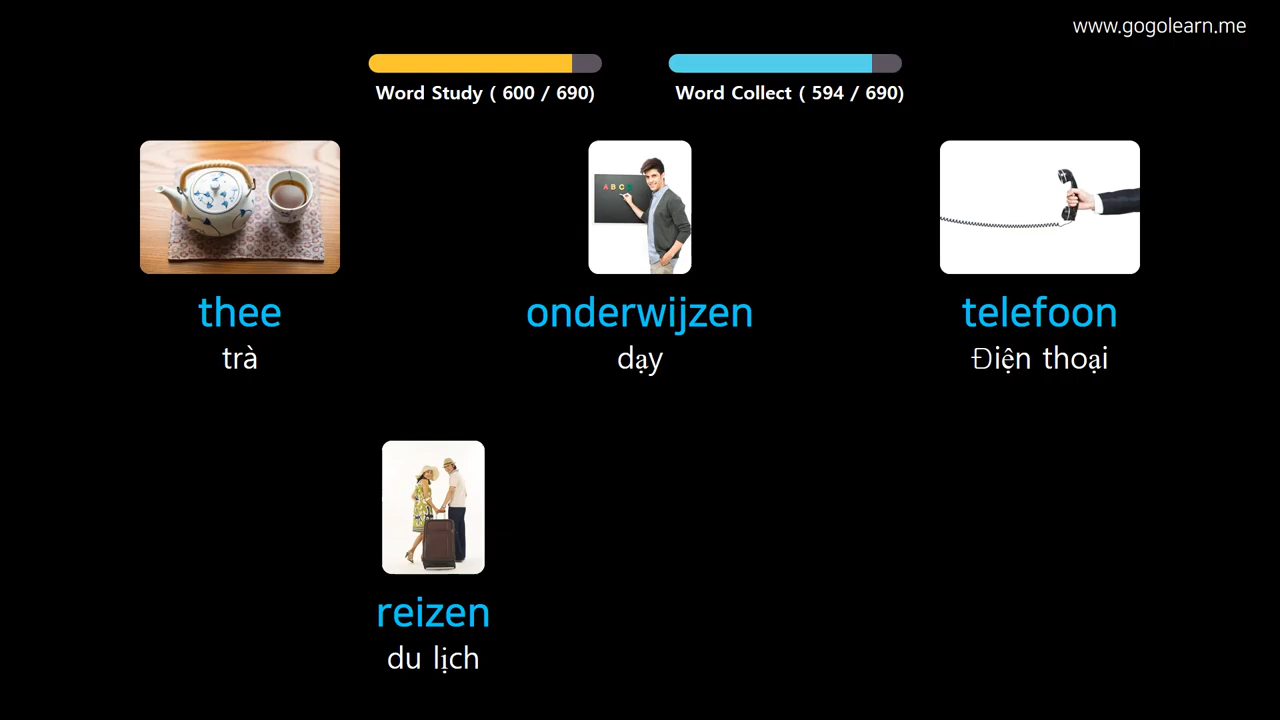 www.gogolearn.me
Word Study ( 600 / 690)
Word Collect ( 594 / 690)
A B C
thee
onderwijzen
telefoon
trà
dạy
Điện thoại
reizen
du lịch